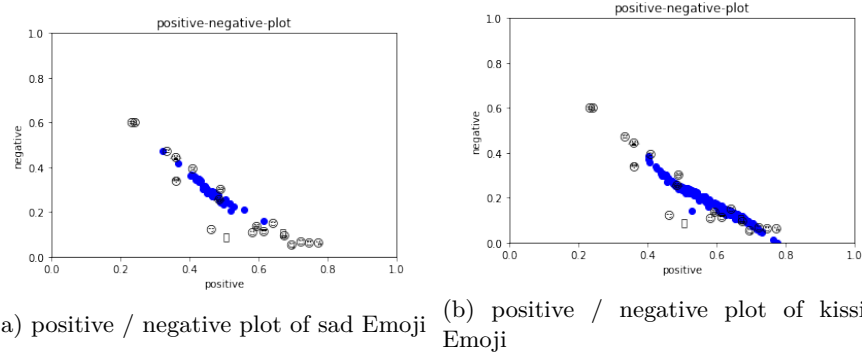 positive-negative-plot
1.0
0.8
0.6
0.4
0.2
0.0
negative
0.0 0.2 0.4 0.6 0.8 1.0
positive
a) positive / negative plot of sad Emoji
positive-negative-plot
1.0
0.8
0.6
0.4
0.2
0.0
negative
0.0 0.2 0.4 0.6 0.8 1.0
positive
(b) positive / negative plot of kissi
Emoji